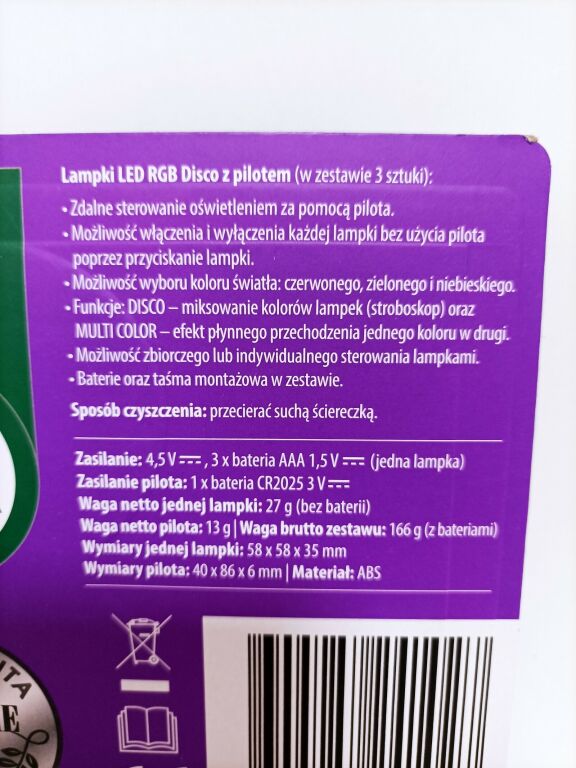 Lampki LED RGB Disco z pilotem (w zestawie 3 sztuki):
• Zdalne sterowanie oświetleniem za pomocą pilota.
• Możliwość włączenia i wyłączenia każdej lampki bez użycia pilota
poprzez przyciskanie lampki.
• Możliwość wyboru koloru światła: czerwonego, zielonego i niebieskiego.
• Funkcje: DISCO – miksowanie kolorów lampek (stroboskop) oraz
MULTI COLOR – efekt płynnego przechodzenia jednego koloru w drugi.
• Możliwość zbiorczego lub indywidualnego sterowania lampkami.
• Baterie oraz taśma montażowa w zestawie.
Sposób czyszczenia: przecierać suchą ściereczką.
Zasilanie: 4,5 V ⎓, 3 x bateria AAA 1,5 V ⎓ (jedna lampka)
Zasilanie pilota: 1 x bateria CR2025 3 V ⎓
Waga netto jednej lampki: 27 g (bez baterii)
Waga netto pilota: 13 g | Waga brutto zestawu: 166 g (z bateriami)
Wymiary jednej lampki: 58 x 58 x 35 mm
Wymiary pilota: 40 x 86 x 6 mm | Materiał: ABS